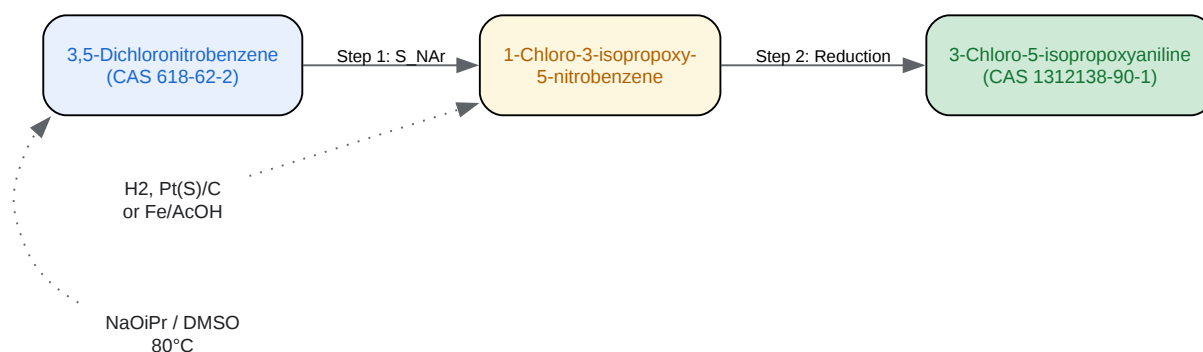 3,5-Dichloronitrobenzene
(CAS 618-62-2)
Step 1: S_NAr
1-Chloro-3-isopropoxy-
5-nitrobenzene
Step 2: Reduction
3-Chloro-5-isopropoxyaniline
(CAS 1312138-90-1)
H2, Pt(S)/C
or Fe/AcOH
NaOiPr / DMSO
80°C